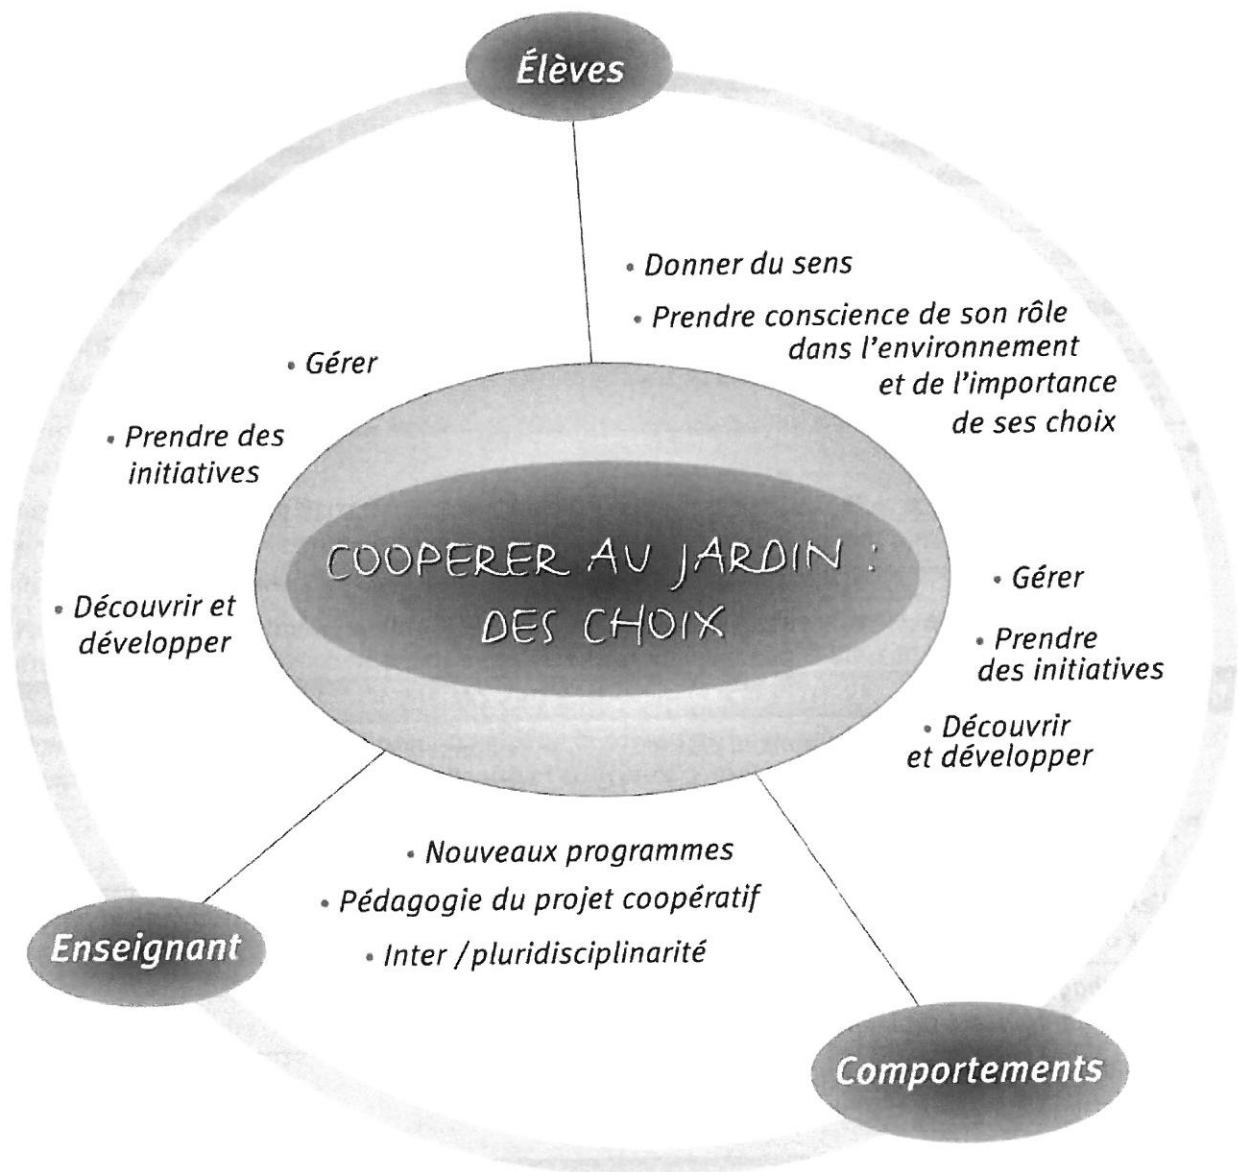 Élèves
• Donner du sens
• Prendre conscience de son rôle
dans l'environnement
et de l'importance
de ses choix
• Gérer
• Prendre des
initiatives
• Découvrir et
développer
COOPERER AU JARDIN :
DES CHOIX
• Gérer
• Prendre
des initiatives
• Découvrir
et développer
• Nouveaux programmes
• Pédagogie du projet coopératif
• Inter / pluridisciplinarité
Enseignant
Comportements